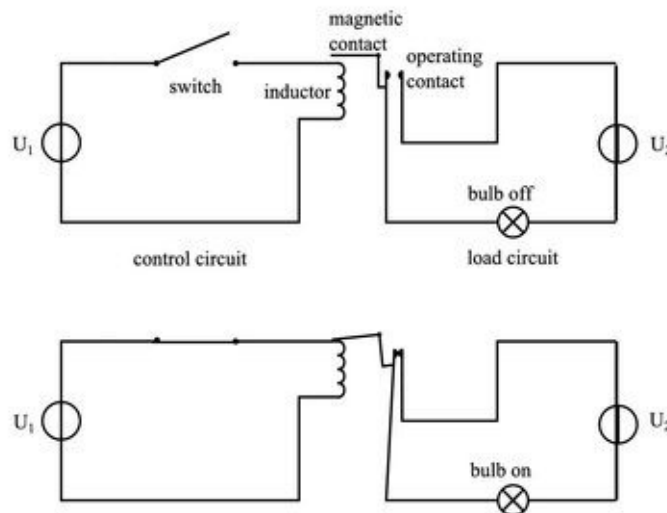 magnetic
contact
operating
contact
switch
inductor
U1
U2
bulb off
control circuit
load circuit
U1
U2
bulb on